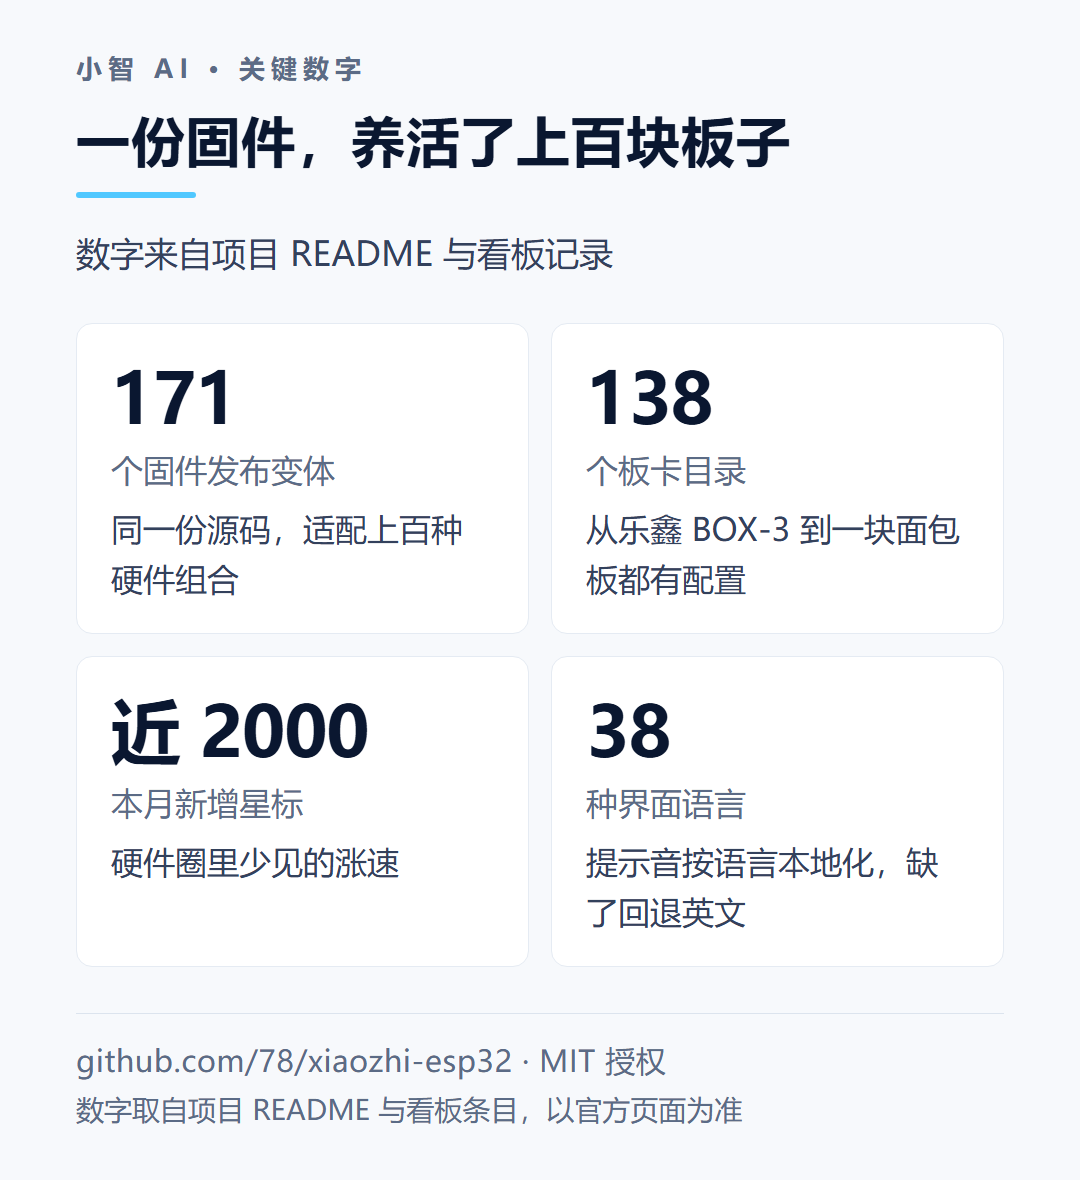 小智 AI · 关键数字
一份固件，养活了上百块板子
数字来自项目 README 与看板记录
171
个固件发布变体
同一份源码，适配上百种
硬件组合
138
个板卡目录
从乐鑫 BOX-3 到一块面包
板都有配置
近 2000
本月新增星标
硬件圈里少见的涨速
38
种界面语言
提示音按语言本地化，缺
了回退英文
github.com/78/xiaozhi-esp32 · MIT 授权
数字取自项目 README 与看板条目，以官方页面为准